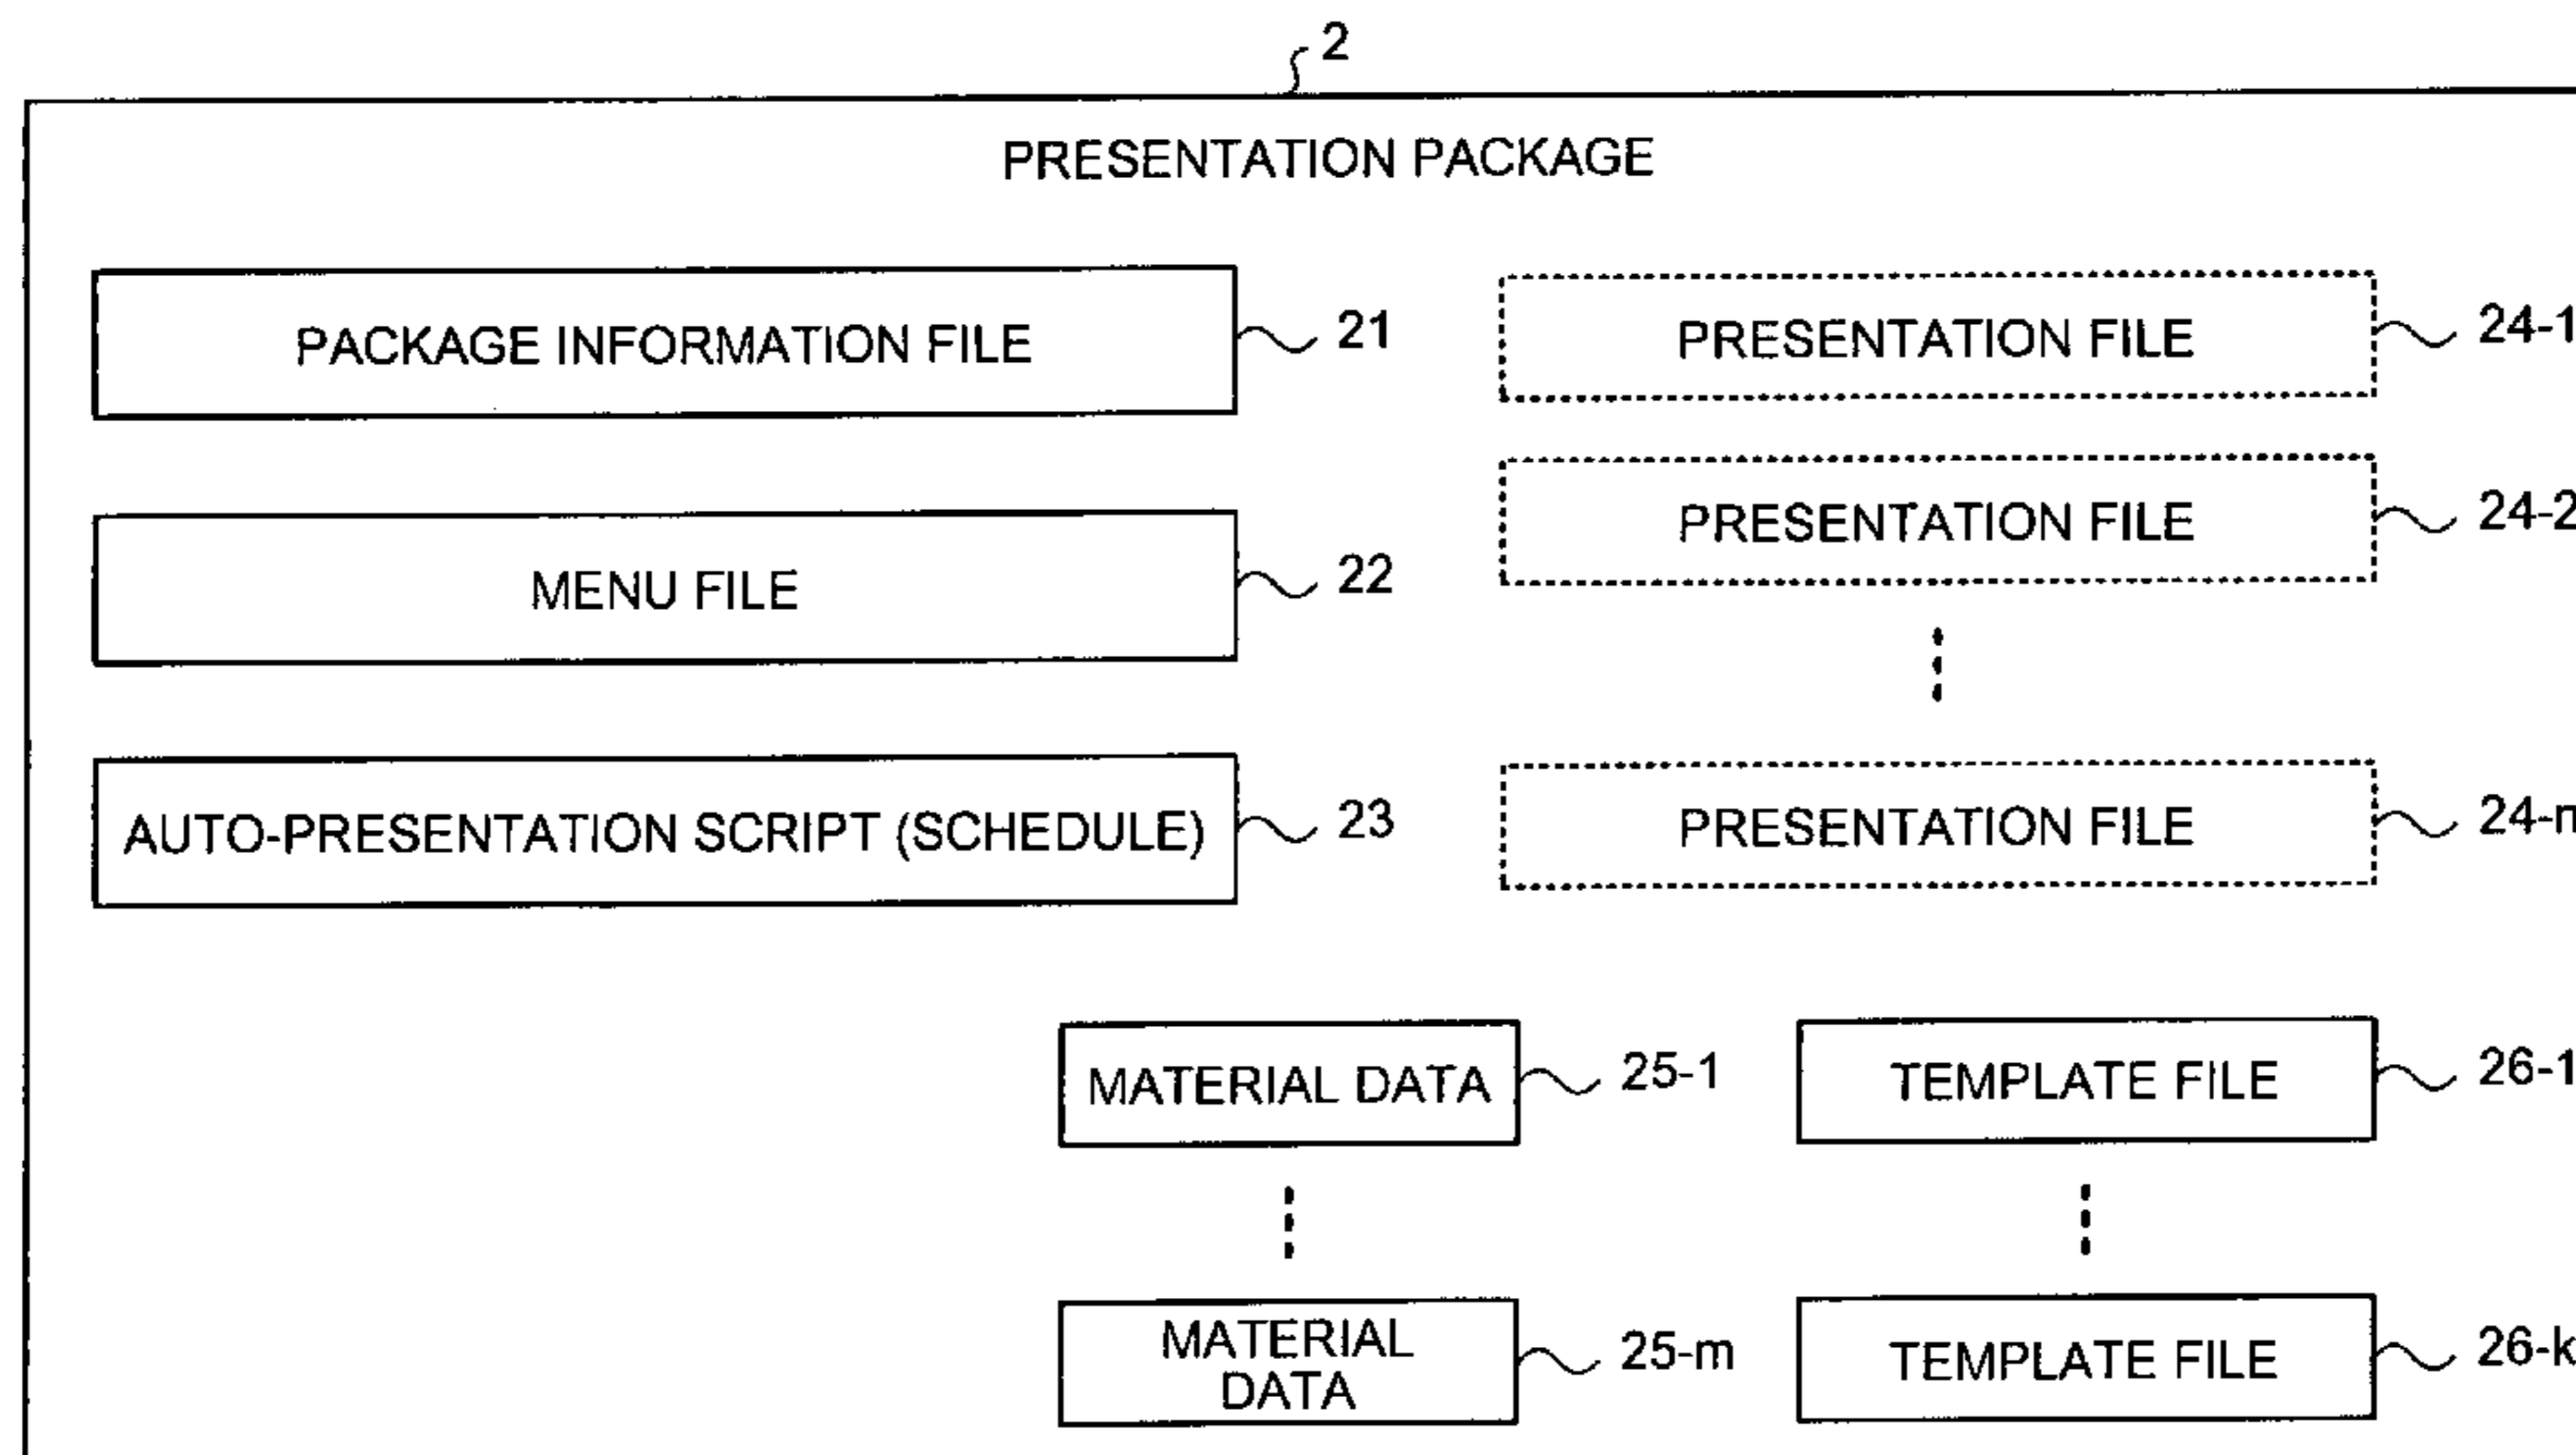 2
PRESENTATION PACKAGE
PACKAGE INFORMATION FILE
21
PRESENTATION FILE
24-1
PRESENTATION FILE
24-2
MENU FILE
22
AUTO-PRESENTATION SCRIPT (SCHEDULE)
23
PRESENTATION FILE
24-n
MATERIAL DATA
25-1
TEMPLATE FILE
26-1
MATERIAL
DATA
25-m
TEMPLATE FILE
26-k